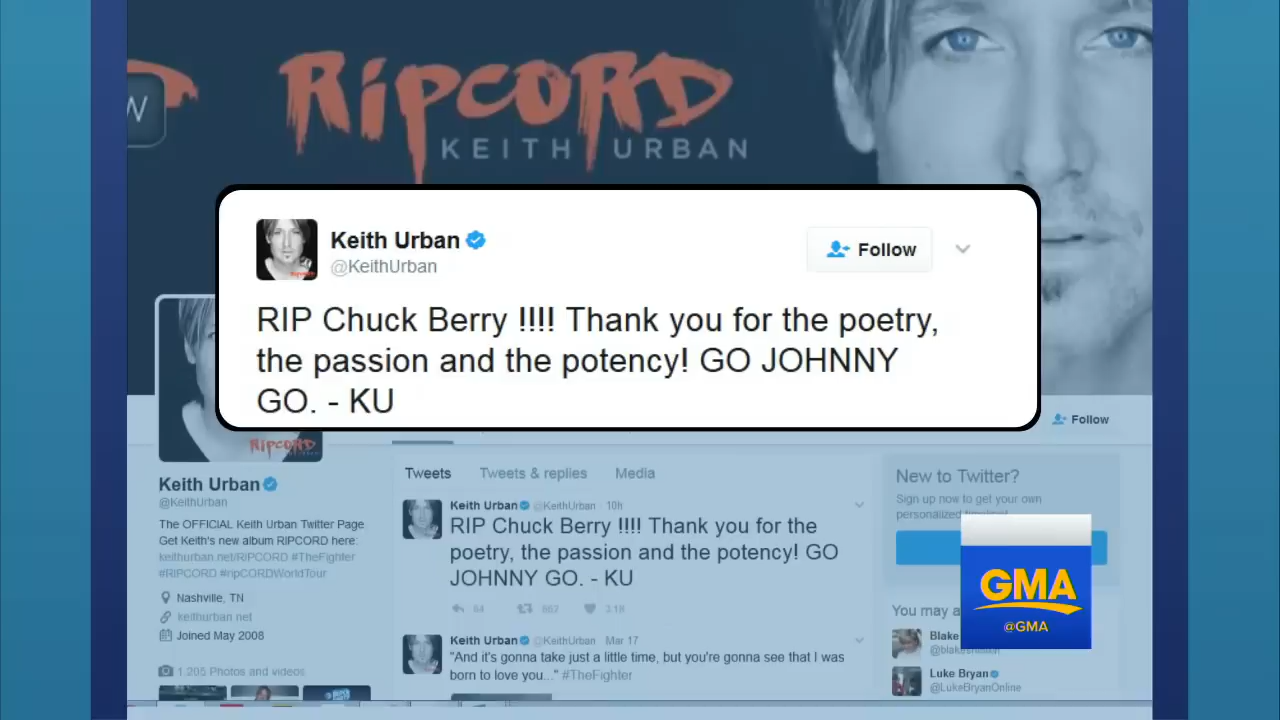 W
RIPCORD
KEITH URBAN
Keith Urban
@KeithUrban
Follow
RIP Chuck Berry !!!! Thank you for the poetry,
the passion and the potency! GO JOHNNY
GO. - KU
Follow
RIPCORD
Keith Urban
@KeithUrban
The OFFICIAL Keith Urban Twitter Page
Get Keith's new album RIPCORD here:
keithurban.net/RIPCORD #TheFighter
#RIPCORD #ripCORDWorldTour
Nashville, TN
keithurban.net
Joined May 2008
1,205 Photos and videos
Tweets Tweets & replies Media
Keith Urban @KeithUrban 10h
RIP Chuck Berry !!!! Thank you for the
poetry, the passion and the potency! GO
JOHNNY GO. - KU
64 862 3.1K
Keith Urban @KeithUrban Mar 17
"And it's gonna take just a little time, but you're gonna see that I was
born to love you..." #TheFighter
New to Twitter?
Sign up now to get your own
personalized timeline!
You may a
Blake
@blakeshelton
Luke Bryan
@LukeBryanOnline
GMA
@GMA